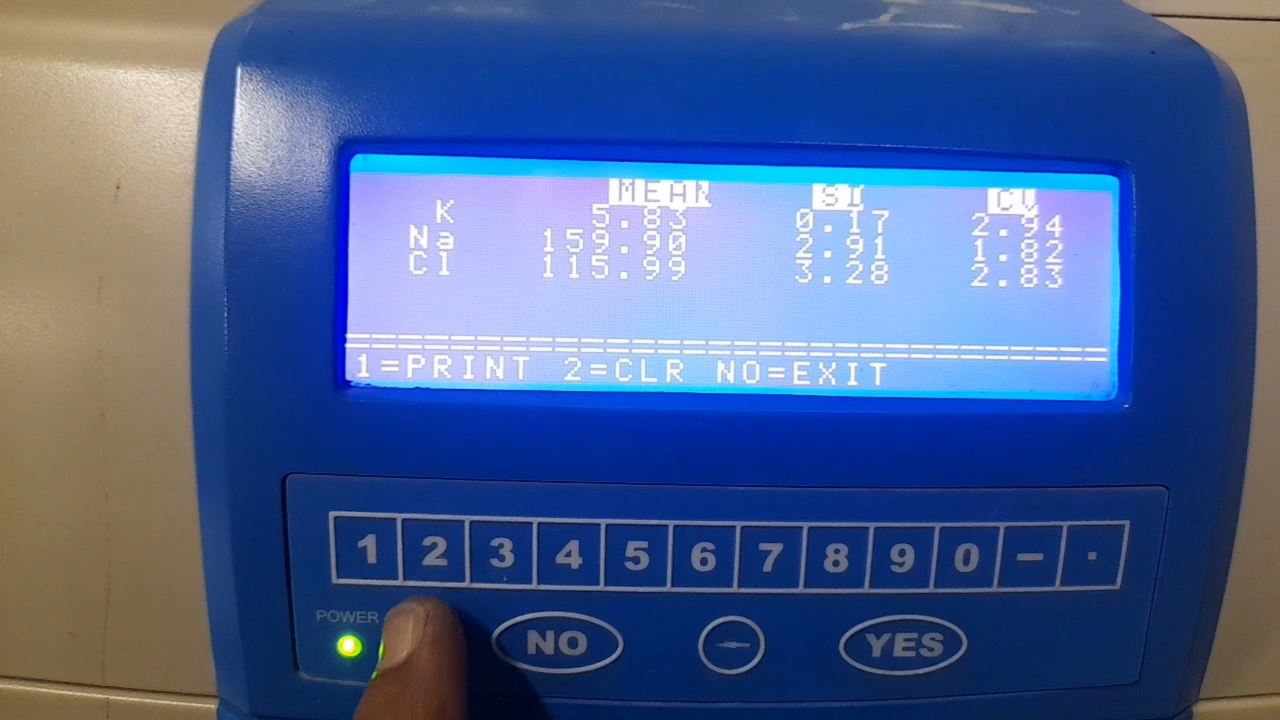 MEAN SD CV
K 5.83 0.17 2.94
Na 159.90 2.91 1.82
Cl 115.99 3.28 2.83
1=PRINT 2=CLR NO=EXIT
1 2 3 4 5 6 7 8 9 0 - .
POWER
NO ← YES